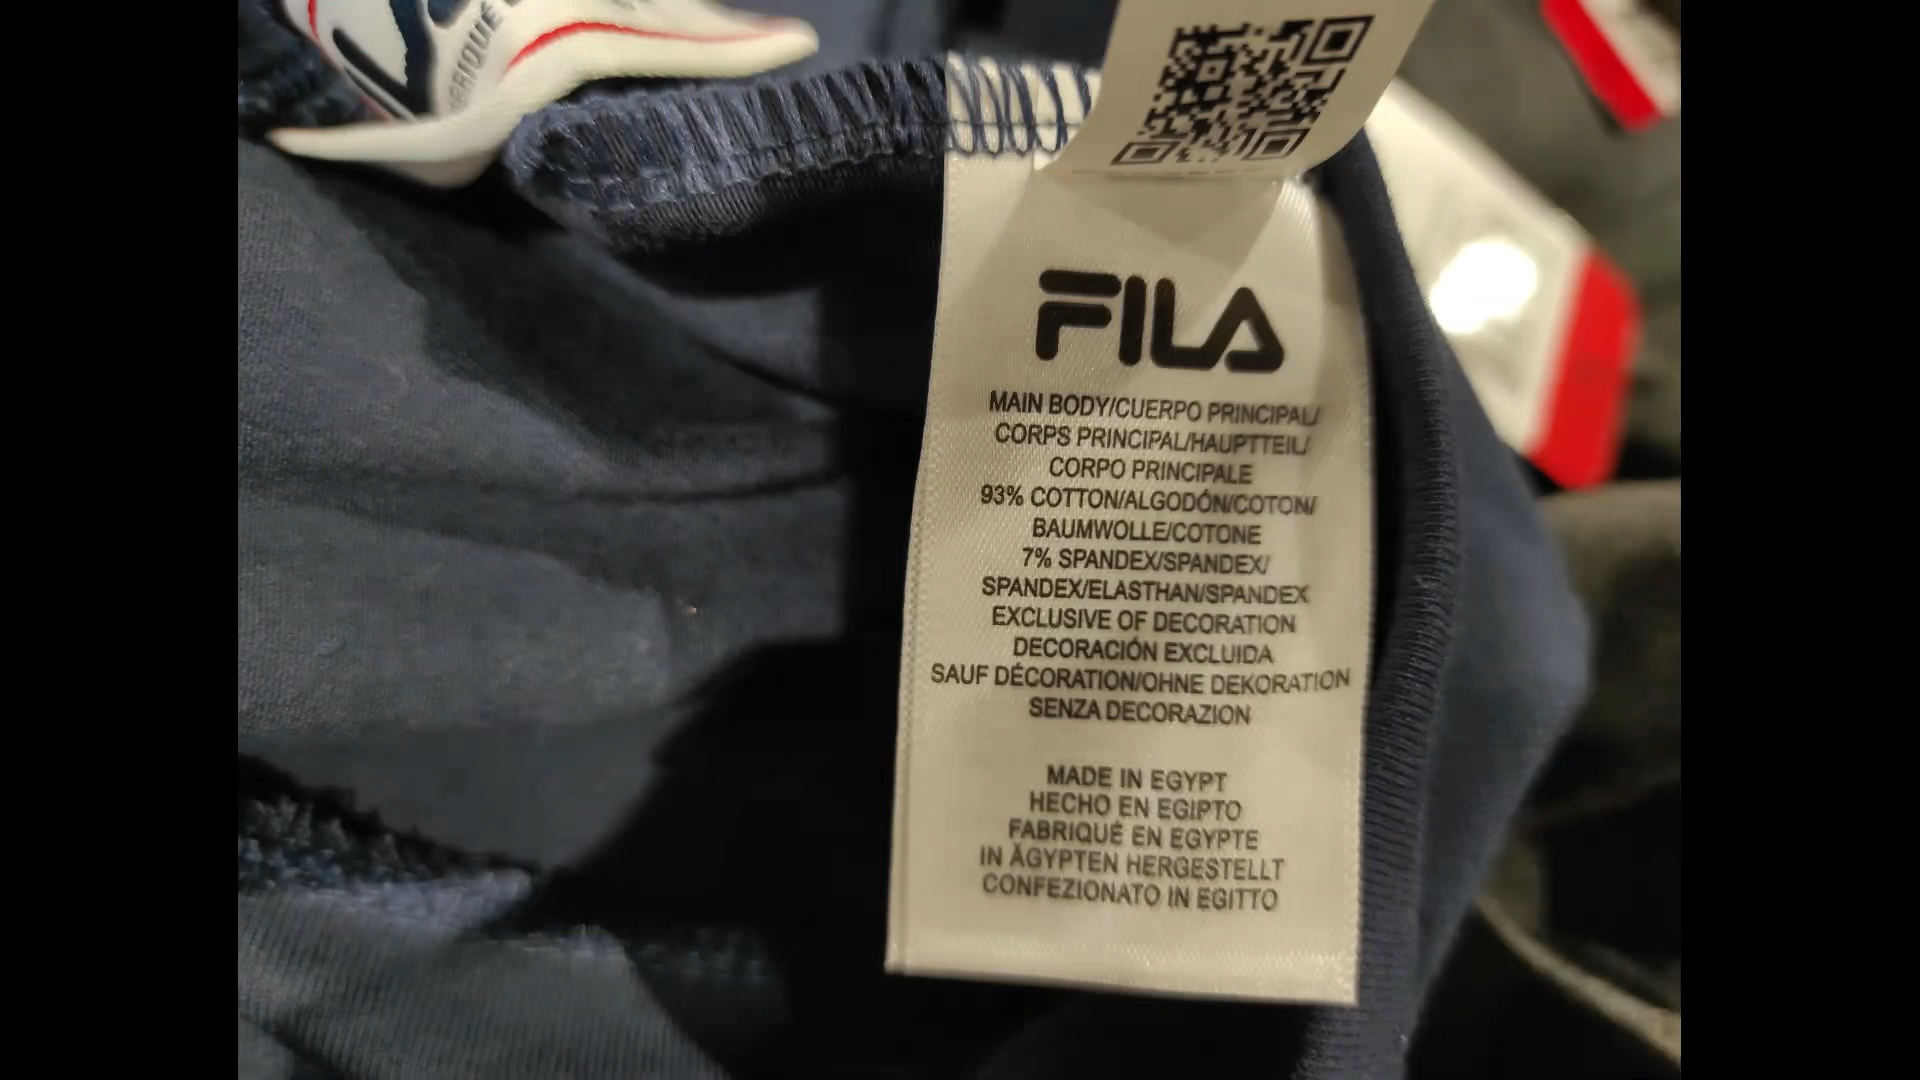 BRIQUÉ
FILA
MAIN BODY/CUERPO PRINCIPAL/
CORPS PRINCIPAL/HAUPTTEIL/
CORPO PRINCIPALE
93% COTTON/ALGODÓN/COTON/
BAUMWOLLE/COTONE
7% SPANDEX/SPANDEX/
SPANDEX/ELASTHAN/SPANDEX
EXCLUSIVE OF DECORATION
DECORACIÓN EXCLUIDA
SAUF DÉCORATION/OHNE DEKORATION
SENZA DECORAZION
MADE IN EGYPT
HECHO EN EGIPTO
FABRIQUÉ EN EGYPTE
IN ÄGYPTEN HERGESTELLT
CONFEZIONATO IN EGITTO